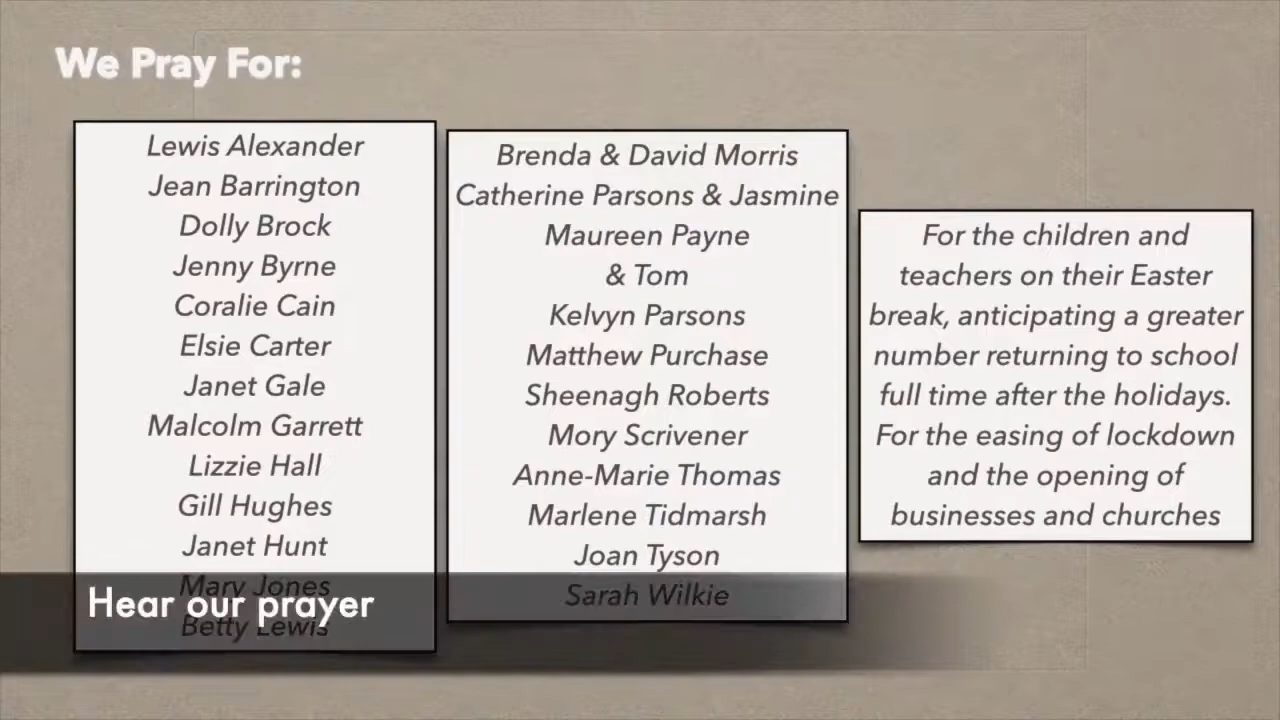 We Pray For:
Lewis Alexander
Jean Barrington
Dolly Brock
Jenny Byrne
Coralie Cain
Elsie Carter
Janet Gale
Malcolm Garrett
Lizzie Hall
Gill Hughes
Janet Hunt
Mary Jones
Betty Lewis
Brenda & David Morris
Catherine Parsons & Jasmine
Maureen Payne
& Tom
Kelvyn Parsons
Matthew Purchase
Sheenagh Roberts
Mory Scrivener
Anne-Marie Thomas
Marlene Tidmarsh
Joan Tyson
Sarah Wilkie
For the children and
teachers on their Easter
break, anticipating a greater
number returning to school
full time after the holidays.
For the easing of lockdown
and the opening of
businesses and churches
Hear our prayer